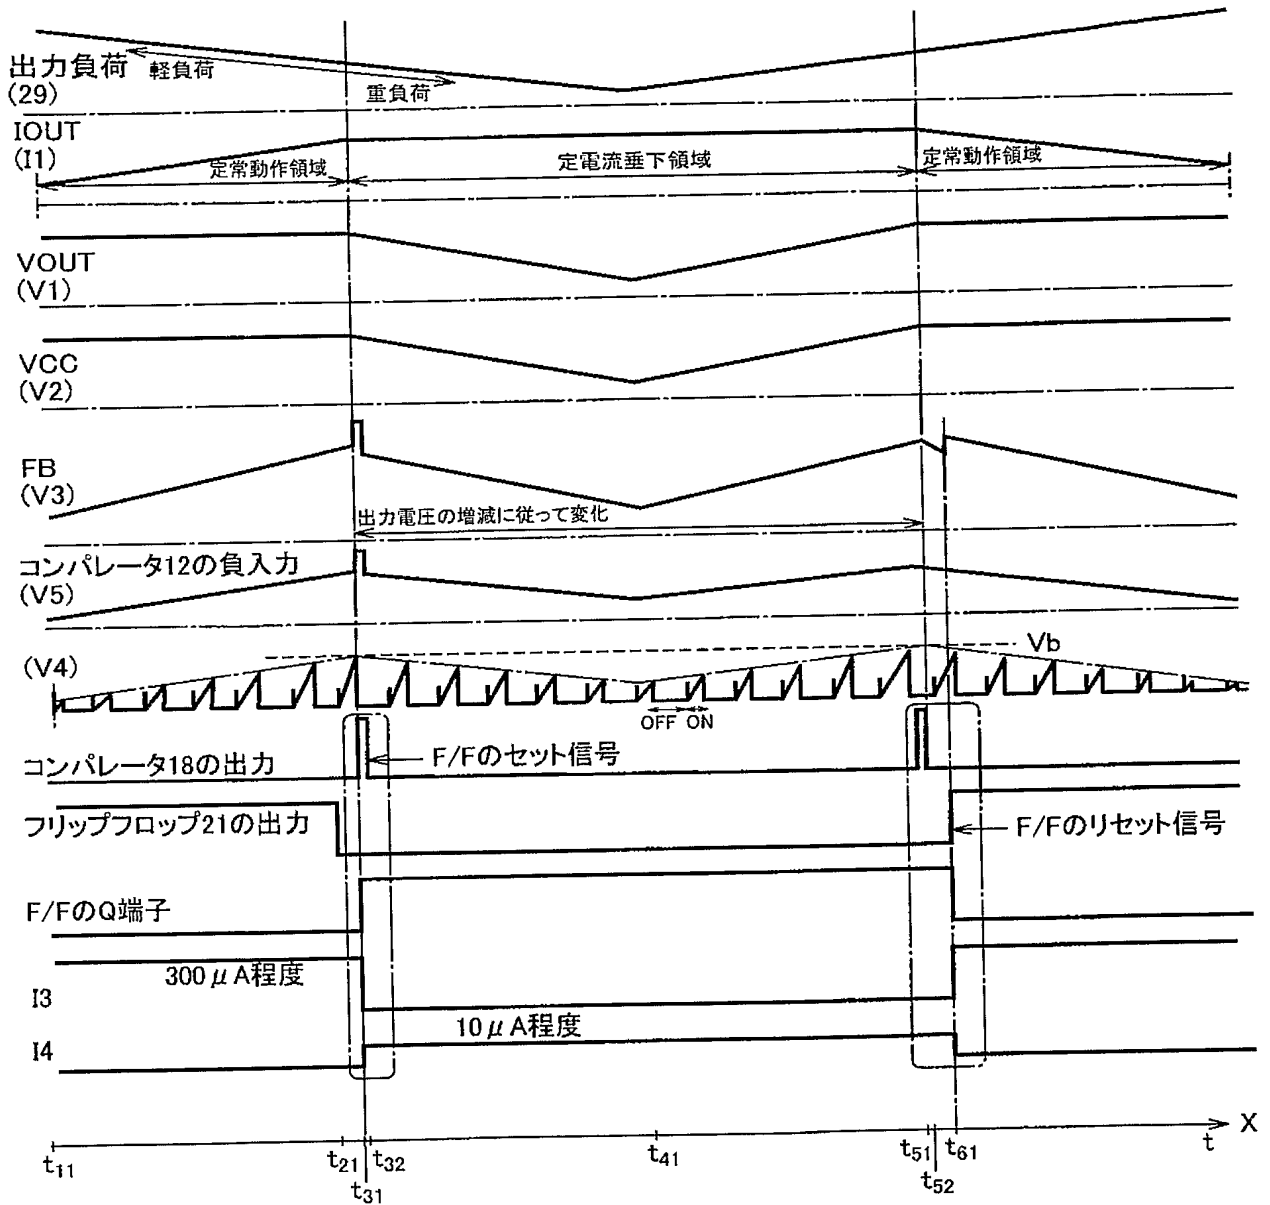 出力負荷
(29)
軽負荷
重負荷
IOUT
(I1)
定常動作領域
定電流垂下領域
定常動作領域
VOUT
(V1)
VCC
(V2)
FB
(V3)
出力電圧の増減に従って変化
コンパレータ12の負入力
(V5)
(V4)
Vb
OFF ON
コンパレータ18の出力
F/Fのセット信号
フリップフロップ21の出力
F/Fのリセット信号
F/FのQ端子
300μA程度
I3
10μA程度
I4
X
t11 t21 t32 t41 t51 t61 t
t31 t52